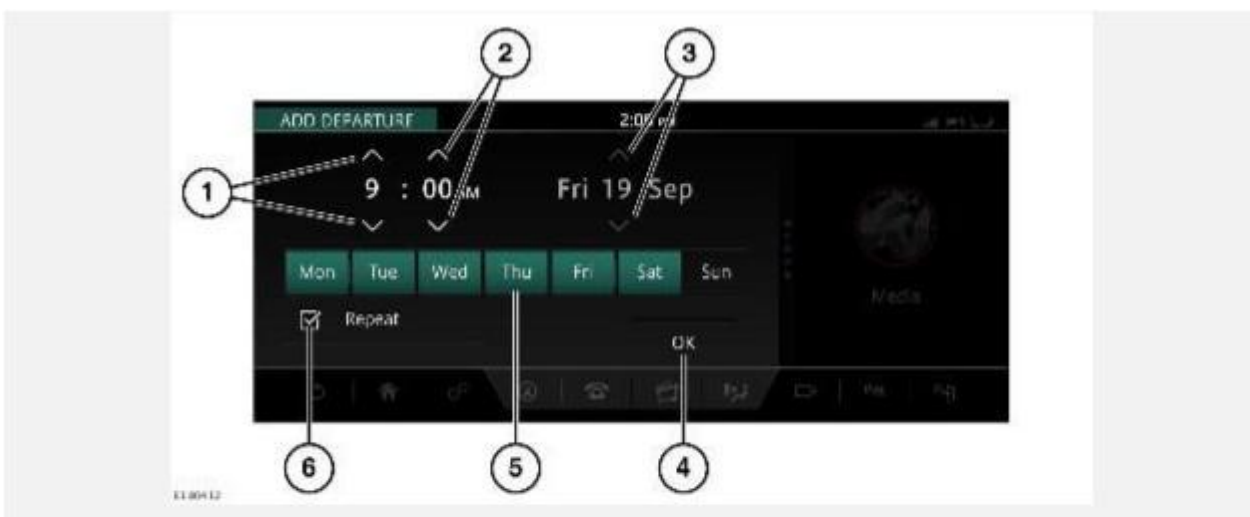 2
3
ADD DEPARTURE
1
9 : 00 AM
Fri 19 Sep
Mon Tue Wed Thu Fri Sat Sun
Media
Repeat
OK
6
5
4